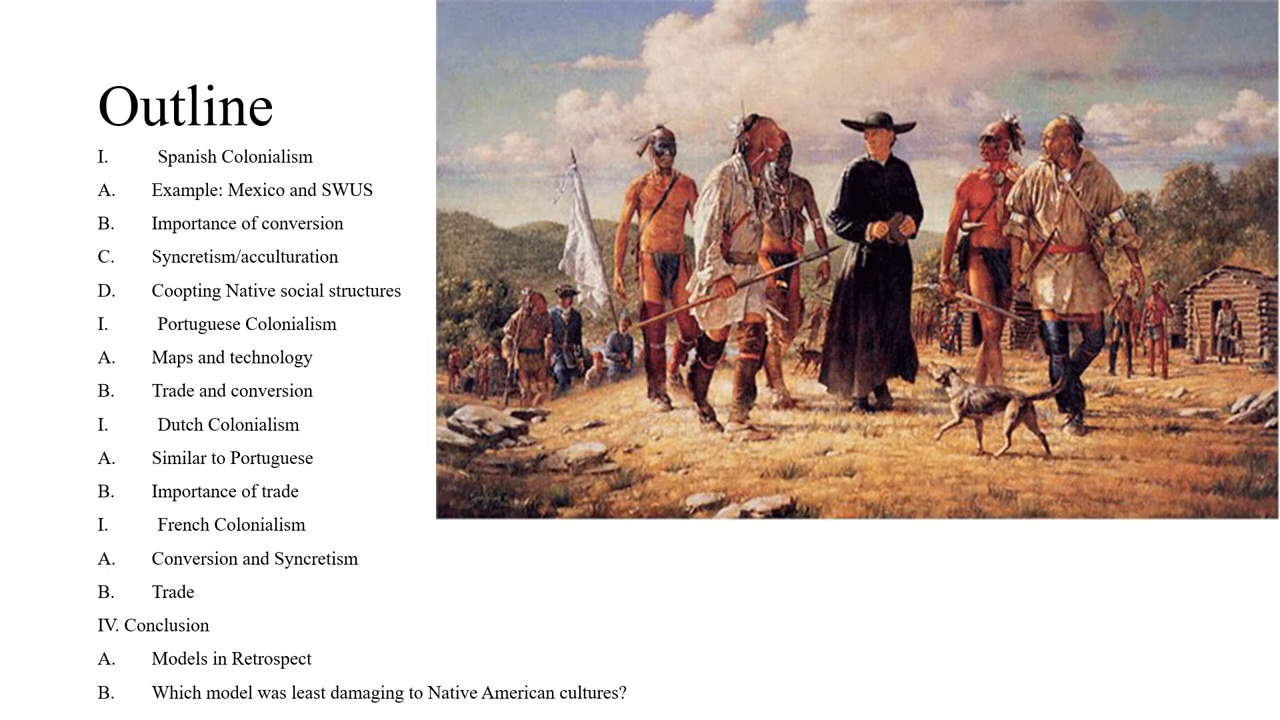 Outline
I. Spanish Colonialism
A. Example: Mexico and SWUS
B. Importance of conversion
C. Syncretism/acculturation
D. Coopting Native social structures
I. Portuguese Colonialism
A. Maps and technology
B. Trade and conversion
I. Dutch Colonialism
A. Similar to Portuguese
B. Importance of trade
I. French Colonialism
A. Conversion and Syncretism
B. Trade
IV. Conclusion
A. Models in Retrospect
B. Which model was least damaging to Native American cultures?